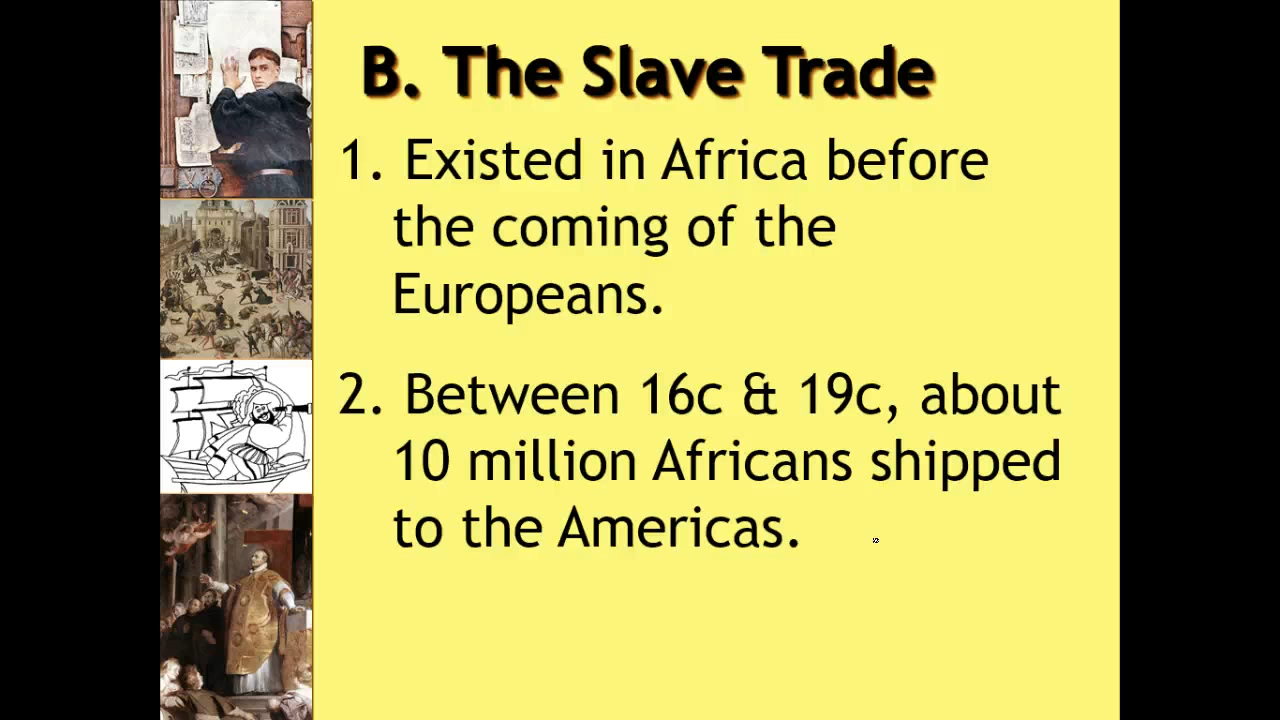 B. The Slave Trade
1. Existed in Africa before
the coming of the
Europeans.
2. Between 16c & 19c, about
10 million Africans shipped
to the Americas.